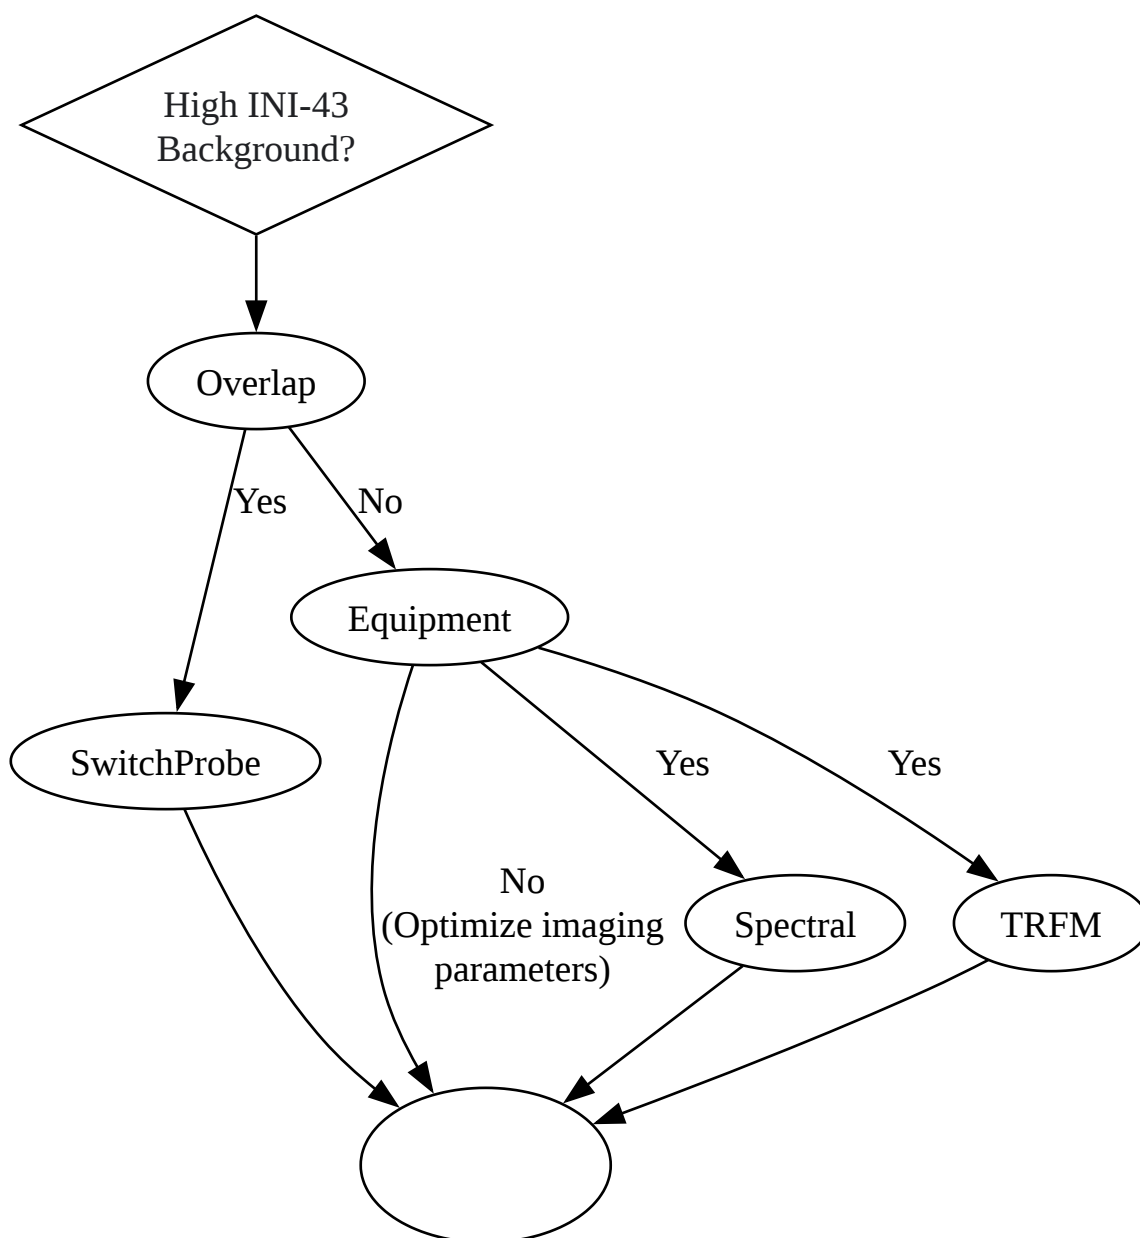 High INI-43
Background?
Overlap
Yes
No
Equipment
SwitchProbe
Yes
Yes
No
(Optimize imaging
parameters)
Spectral
TRFM